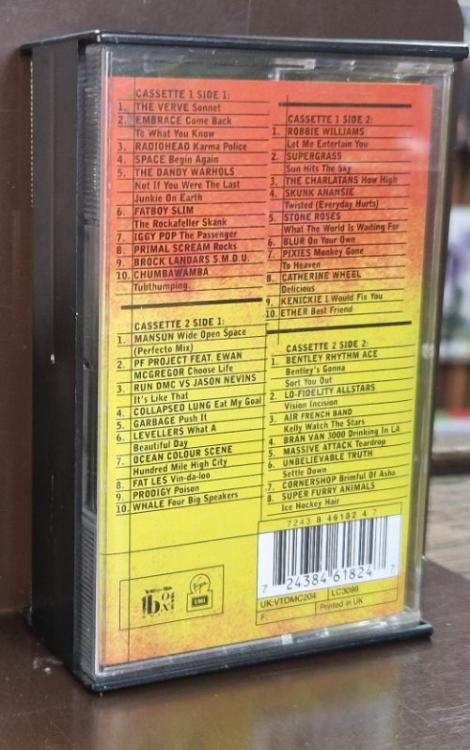 CASSETTE 1 SIDE 1:
1. THE VERVE Sonnet
2. EMBRACE Come Back
To What You Know
3. RADIOHEAD Karma Police
4. SPACE Begin Again
5. THE DANDY WARHOLS
Not If You Were The Last
Junkie On Earth
6. FATBOY SLIM
The Rockafeller Skank
7. IGGY POP The Passenger
8. PRIMAL SCREAM Rocks
9. BROCK LANDARS S.M.D.U.
10. CHUMBAWAMBA
Tubthumping.
CASSETTE 1 SIDE 2:
1. ROBBIE WILLIAMS
Let Me Entertain You
2. SUPERGRASS
Sun Hits The Sky
3. THE CHARLATANS How High
4. SKUNK ANANSIE
Twisted (Everyday Hurts)
5. STONE ROSES
What The World Is Waiting For
6. BLUR On Your Own
7. PIXIES Monkey Gone
To Heaven
8. CATHERINE WHEEL
Delicious
9. KENICKIE I Would Fix You
10. ETHER Best Friend
CASSETTE 2 SIDE 1:
1. MANSUN Wide Open Space
(Perfecto Mix)
2. PF PROJECT FEAT. EWAN
MCGREGOR Choose Life
3. RUN DMC VS JASON NEVINS
It's Like That
4. COLLAPSED LUNG Eat My Goal
5. GARBAGE Push It
6. LEVELLERS What A
Beautiful Day
7. OCEAN COLOUR SCENE
Hundred Mile High City
8. FAT LES Vin-da-loo
9. PRODIGY Poison
10. WHALE Four Big Speakers
CASSETTE 2 SIDE 2:
1. BENTLEY RHYTHM ACE
Bentley's Gonna
Sort You Out
2. LO-FIDELITY ALLSTARS
Vision Incision
3. AIR FRENCH BAND
Kelly Watch The Stars
4. BRAN VAN 3000 Drinking In LA
5. MASSIVE ATTACK Teardrop
6. UNBELIEVABLE TRUTH
Settle Down
7. CORNERSHOP Brimful Of Asha
8. SUPER FURRY ANIMALS
Ice Hockey Hair
7243 8 46182 4 7
7 24384 61824 7
UK:VTDMC204 LC3098
F: Printed in UK
Virgin
EMI